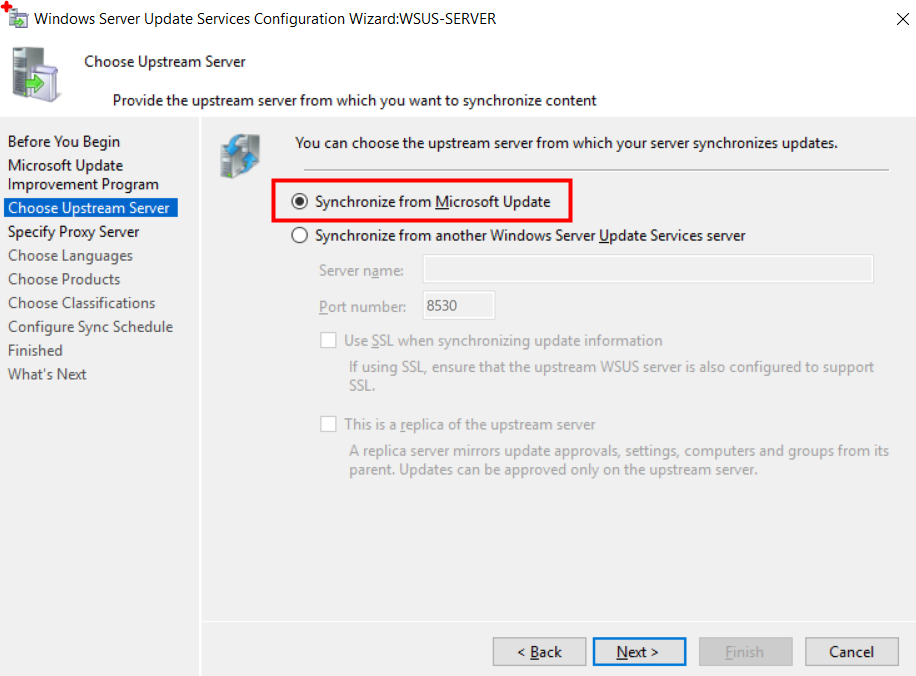 Windows Server Update Services Configuration Wizard:WSUS-SERVER
Choose Upstream Server
Provide the upstream server from which you want to synchronize content
Before You Begin
Microsoft Update
Improvement Program
Choose Upstream Server
Specify Proxy Server
Choose Languages
Choose Products
Choose Classifications
Configure Sync Schedule
Finished
What's Next
You can choose the upstream server from which your server synchronizes updates.
Synchronize from Microsoft Update
Synchronize from another Windows Server Update Services server
Server name:
Port number: 8530
Use SSL when synchronizing update information
If using SSL, ensure that the upstream WSUS server is also configured to support
SSL.
This is a replica of the upstream server
A replica server mirrors update approvals, settings, computers and groups from its
parent. Updates can be approved only on the upstream server.
< Back Next > Finish Cancel